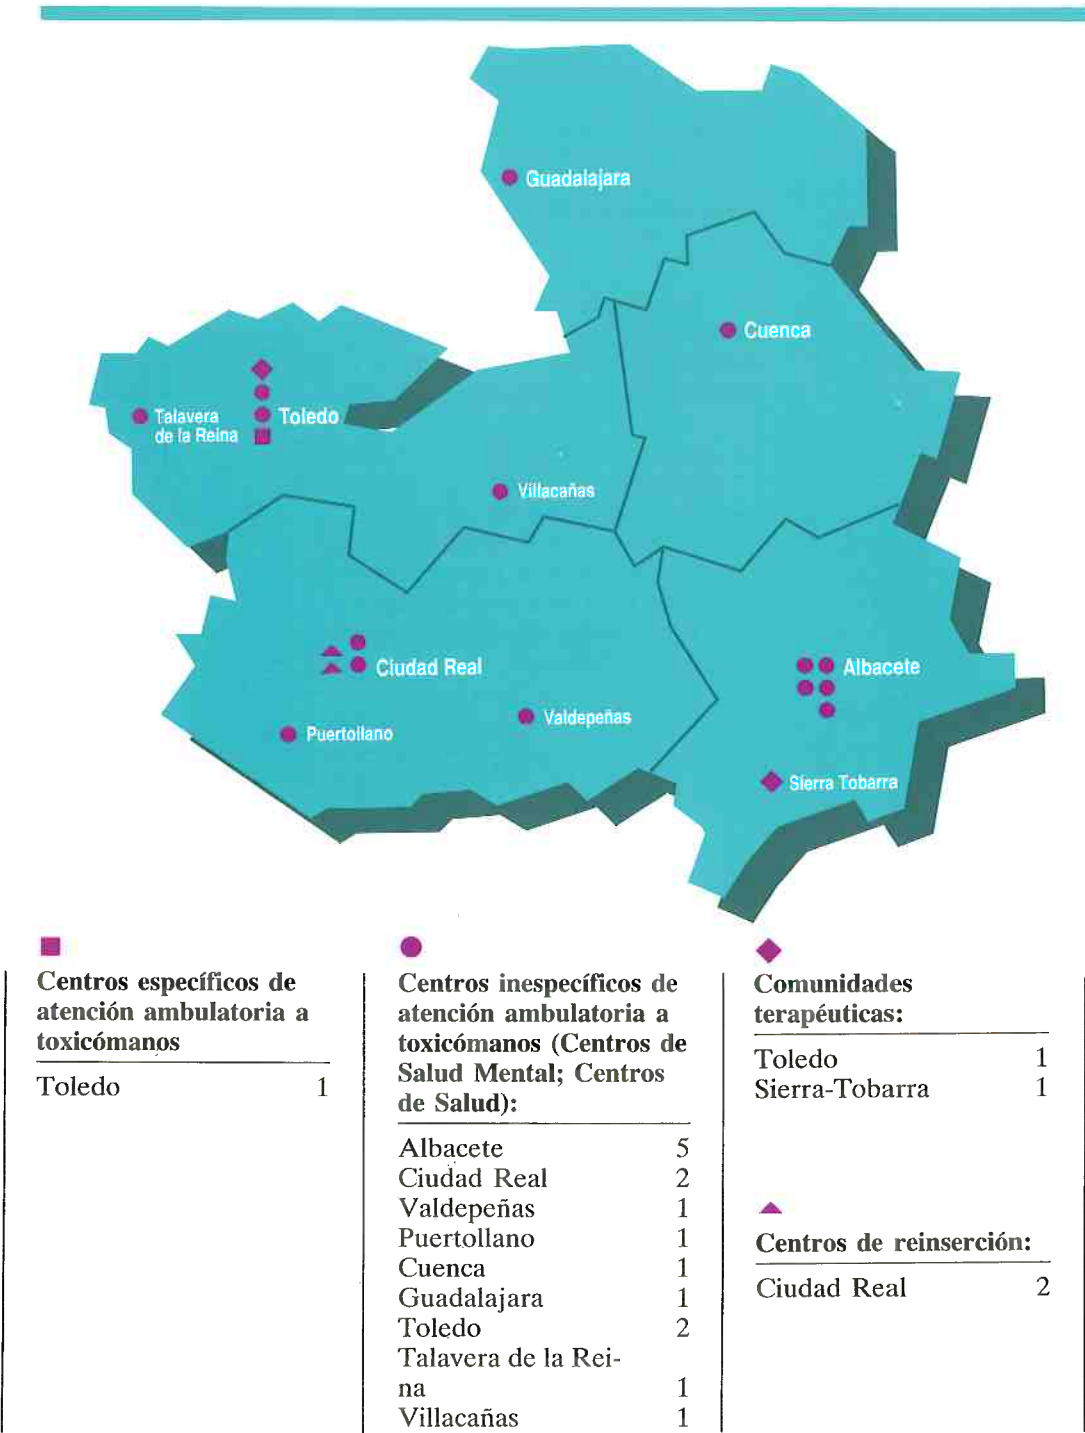 Guadalajara
Cuenca
Talavera
de la Reina
Toledo
Villacañas
Ciudad Real
Albacete
Puertollano
Valdepeñas
Sierra Tobarra
Centros específicos de
atención ambulatoria a
toxicómanos
Toledo 1
Centros inespecíficos de
atención ambulatoria a
toxicómanos (Centros de
Salud Mental; Centros
de Salud):
Albacete 5
Ciudad Real 2
Valdepeñas 1
Puertollano 1
Cuenca 1
Guadalajara 1
Toledo 2
Talavera de la Rei-
na 1
Villacañas 1
Comunidades
terapéuticas:
Toledo 1
Sierra-Tobarra 1
Centros de reinserción:
Ciudad Real 2